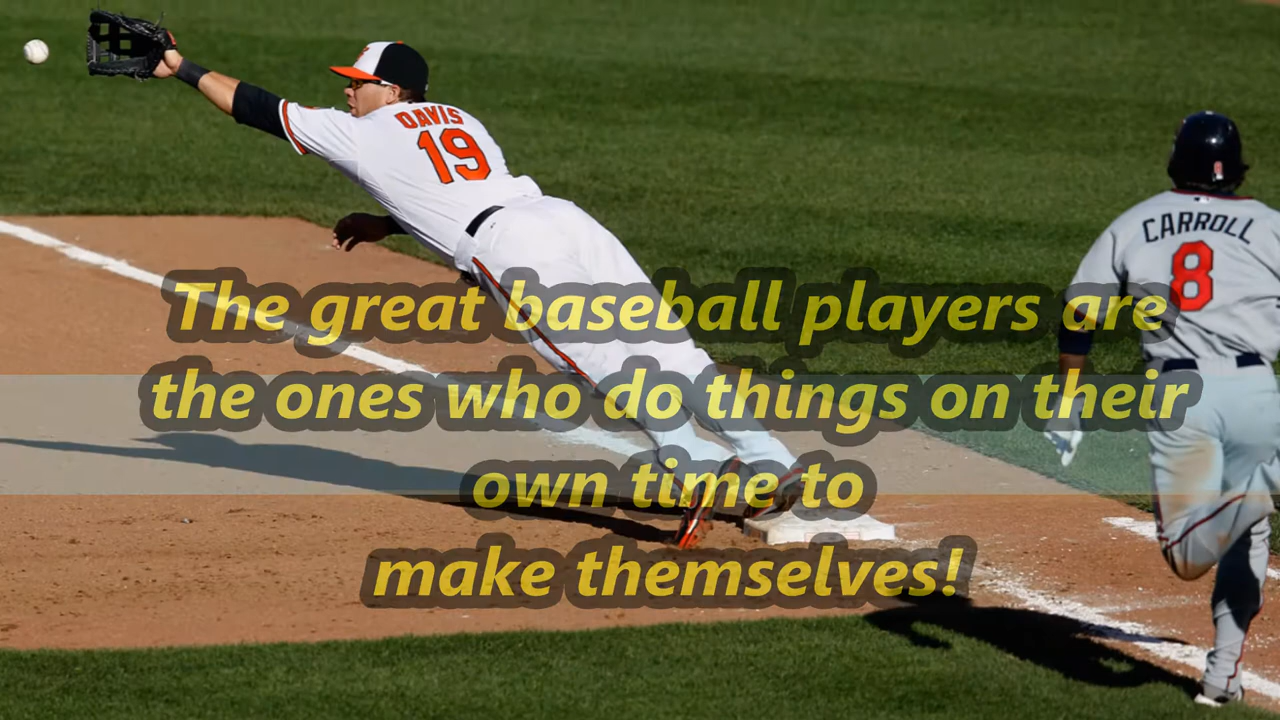 DAVIS
19
CARROLL
8
The great baseball players are
the ones who do things on their
own time to
make themselves!